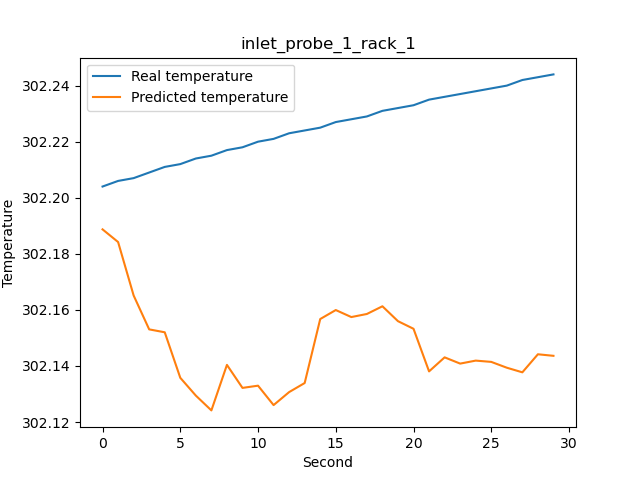 inlet_probe_1_rack_1
Real temperature
Predicted temperature
302.24
302.22
302.20
302.18
302.16
302.14
302.12
Temperature
0 5 10 15 20 25 30
Second